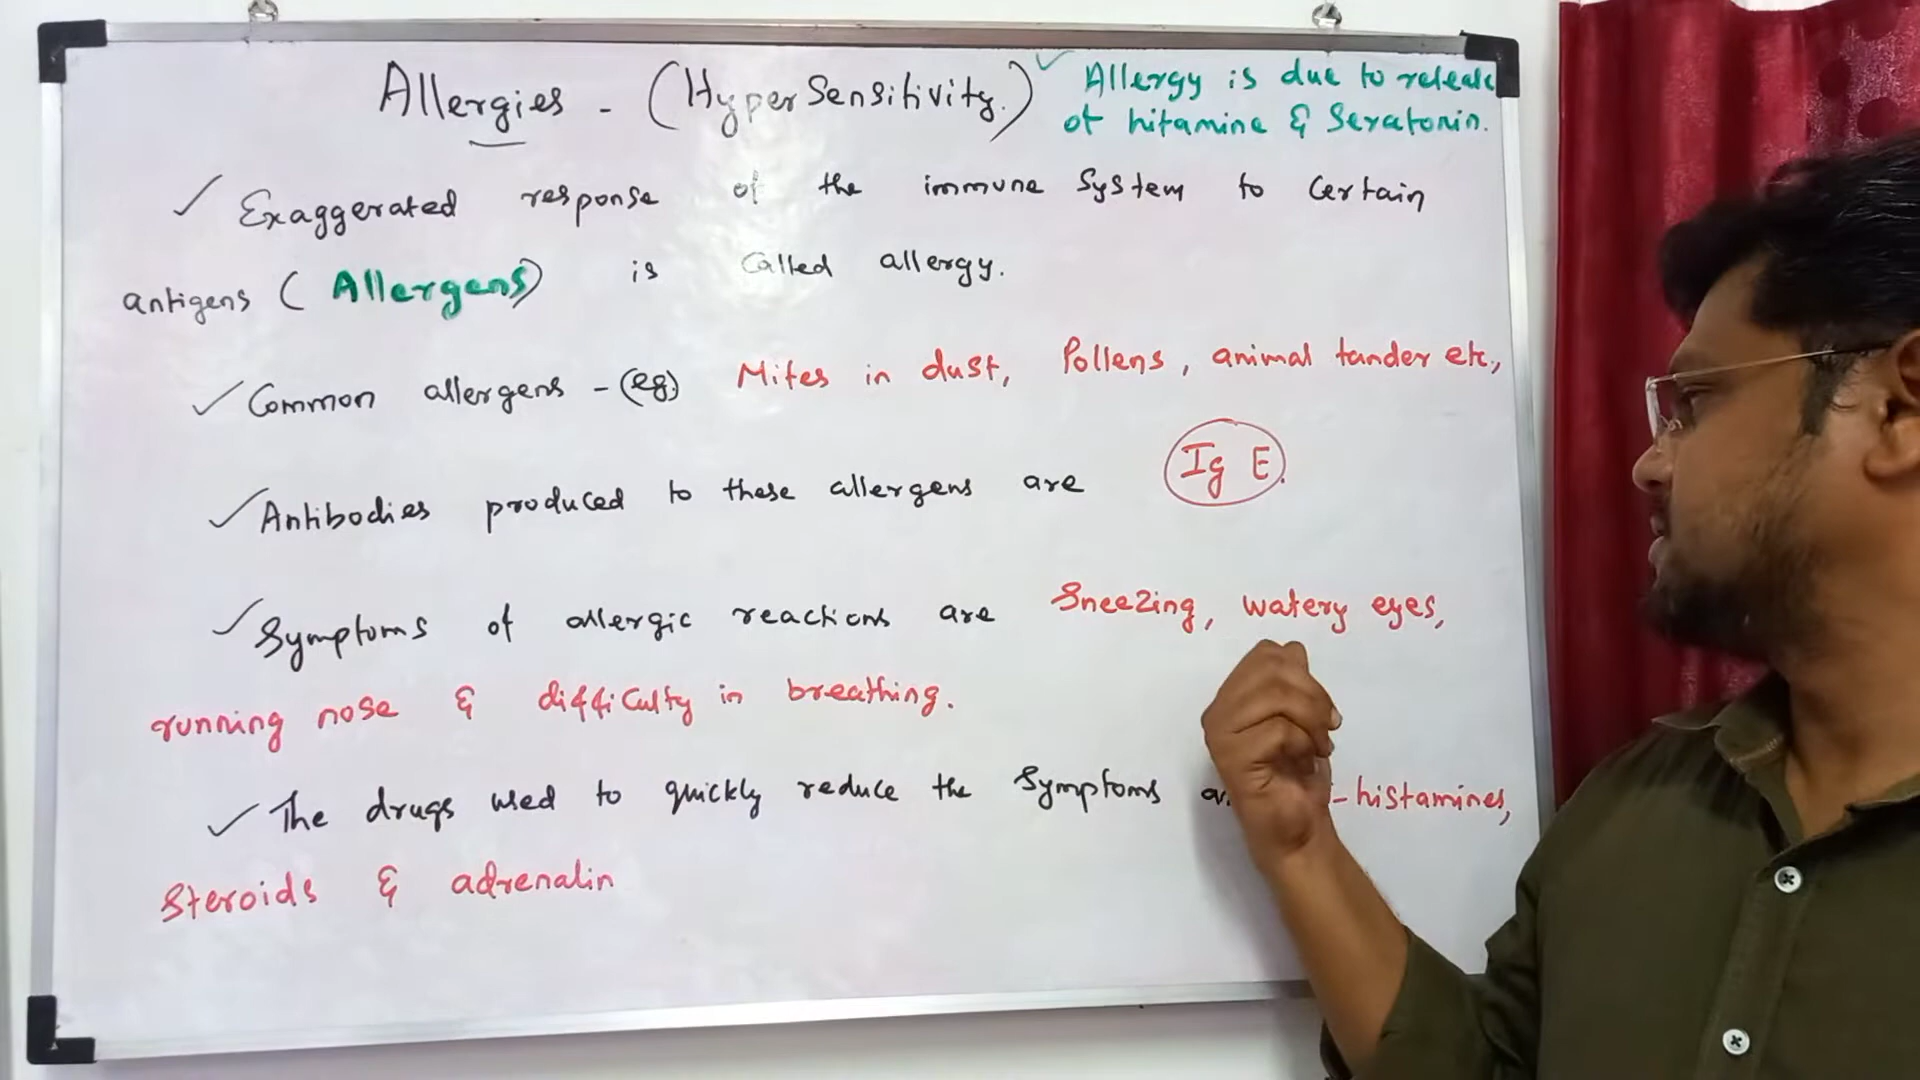 Allergies - (HyperSensitivity.)
Allergy is due to release
of hitamine & Seratonin.
Exaggerated response of the immune System to Certain
antigens (Allergens) is Called allergy.
Common allergens - (eg) Mites in dust, Pollens, animal tander etc.,
Antibodies produced to these allergens are Ig E.
Symptoms of allergic reactions are Sneezing, watery eyes,
running nose & difficulty in breathing.
The drugs used to quickly reduce the Symptoms a -histamines,
Steroids & adrenalin